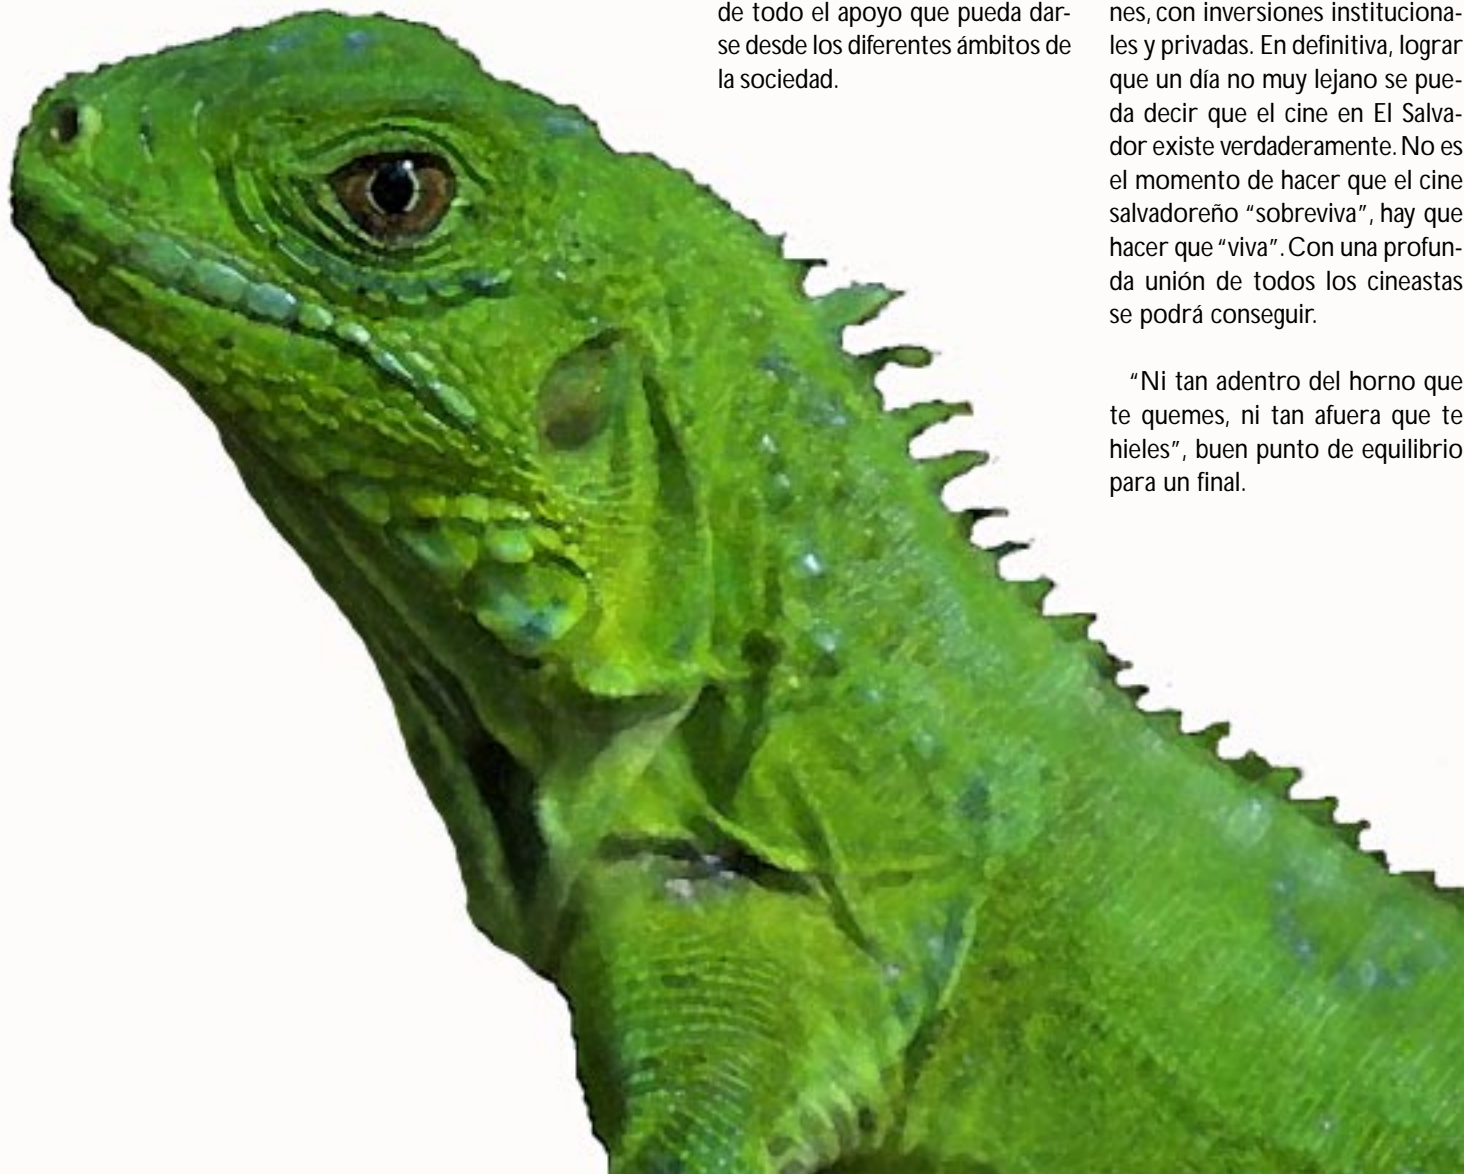 de todo el apoyo que pueda dar-
se desde los diferentes ámbitos de
la sociedad.
nes, con inversiones instituciona-
les y privadas. En definitiva, lograr
que un día no muy lejano se pue-
da decir que el cine en El Salva-
dor existe verdaderamente. No es
el momento de hacer que el cine
salvadoreño “sobreviva”, hay que
hacer que “viva”. Con una profun-
da unión de todos los cineastas
se podrá conseguir.
“Ni tan adentro del horno que
te quemes, ni tan afuera que te
hieles”, buen punto de equilibrio
para un final.